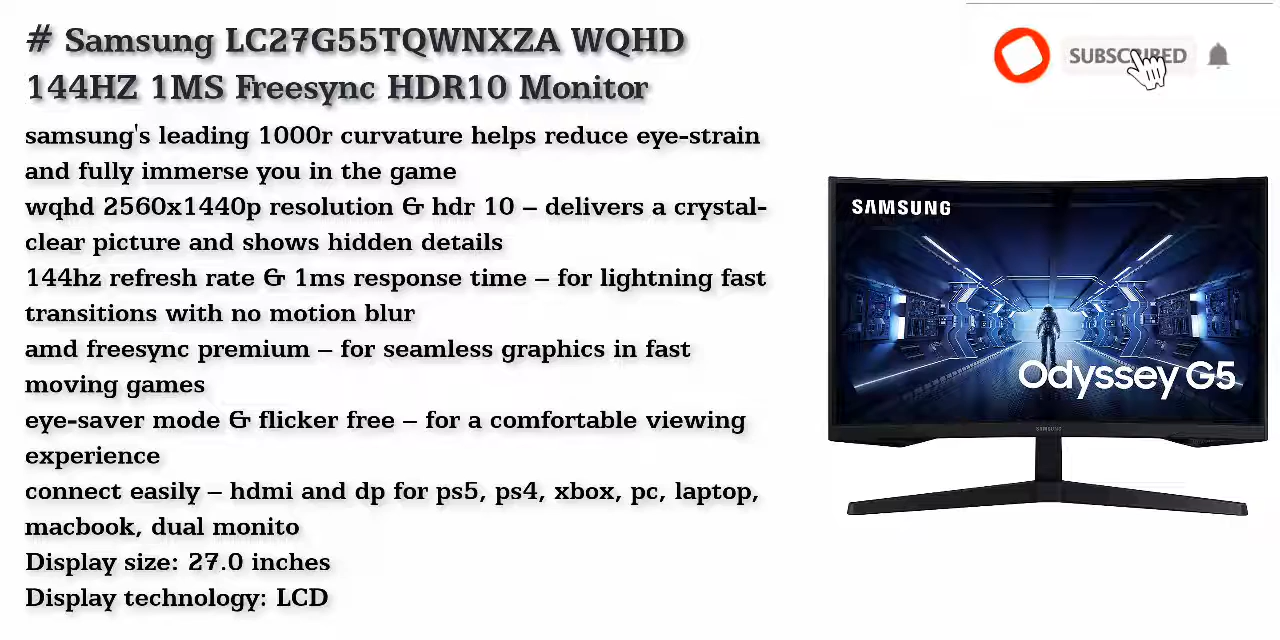 # Samsung LC27G55TQWNXZA WQHD
144HZ 1MS Freesync HDR10 Monitor
samsung's leading 1000r curvature helps reduce eye-strain
and fully immerse you in the game
wqhd 2560x1440p resolution & hdr 10 – delivers a crystal-
clear picture and shows hidden details
144hz refresh rate & 1ms response time – for lightning fast
transitions with no motion blur
amd freesync premium – for seamless graphics in fast
moving games
eye-saver mode & flicker free – for a comfortable viewing
experience
connect easily – hdmi and dp for ps5, ps4, xbox, pc, laptop,
macbook, dual monito
Display size: 27.0 inches
Display technology: LCD
SUBSCRIBED
SAMSUNG
Odyssey G5
SAMSUNG